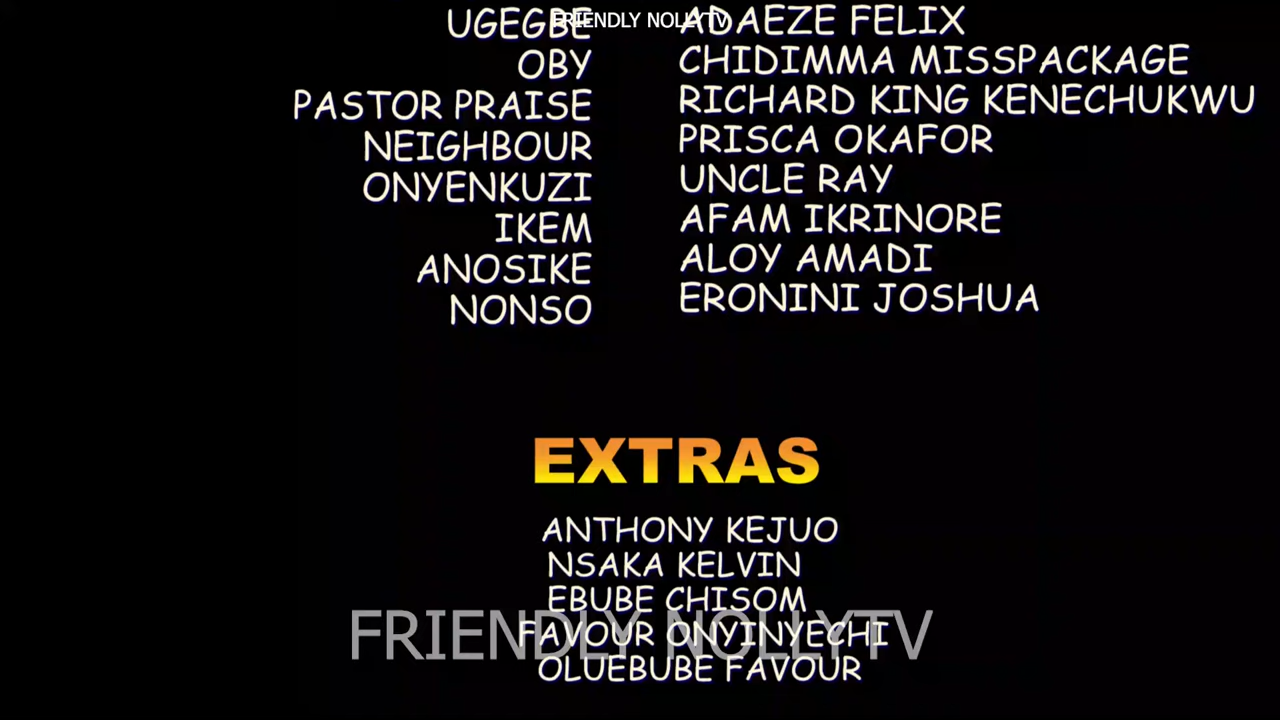 FRIENDLY NOLLYTV
UGEGBE ADAEZE FELIX
OBY CHIDIMMA MISSPACKAGE
PASTOR PRAISE RICHARD KING KENECHUKWU
NEIGHBOUR PRISCA OKAFOR
ONYENKUZI UNCLE RAY
IKEM AFAM IKRINORE
ANOSIKE ALOY AMADI
NONSO ERONINI JOSHUA
EXTRAS
ANTHONY KEJUO
NSAKA KELVIN
EBUBE CHISOM
FAVOUR ONYINYECHI
FRIENDLY NOLLYTV
OLUEBUBE FAVOUR